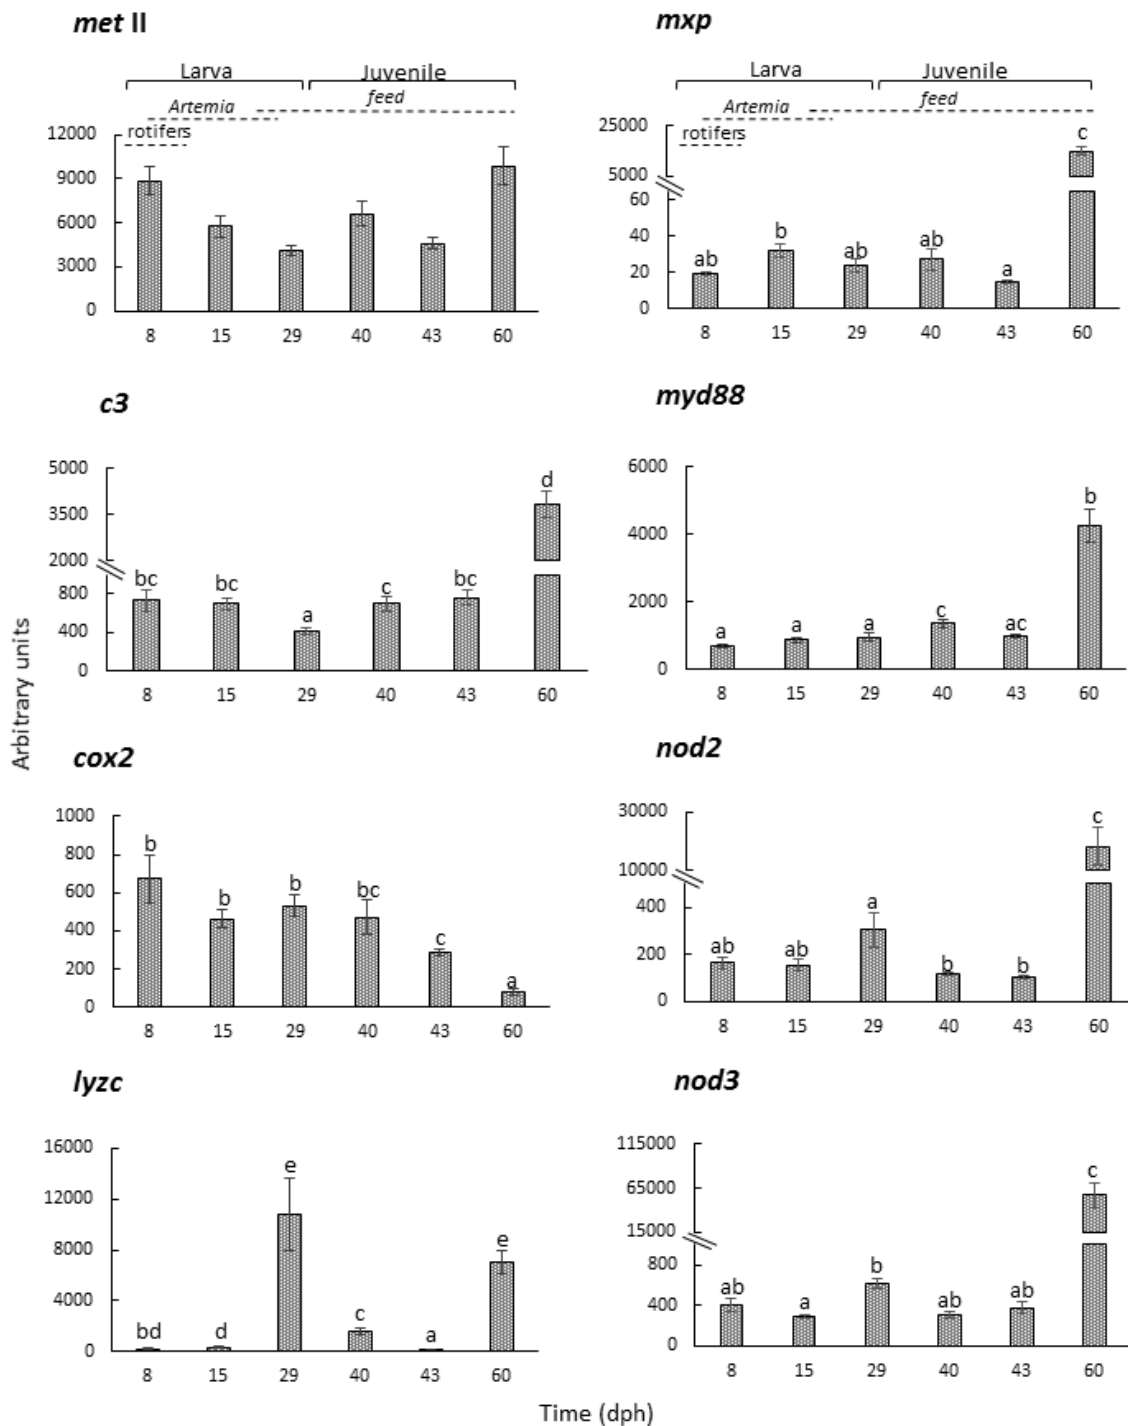 met II
Larva Juvenile
feed
Artemia
rotifers
12000
9000
6000
3000
0
8 15 29 40 43 60
mxp
Larva Juvenile
feed
Artemia
rotifers
25000
c
5000
60
40
20
0
ab b ab ab a
8 15 29 40 43 60
c3
5000
3500
2000
800
400
0
bc bc a c bc d
8 15 29 40 43 60
myd88
6000
4000
2000
0
a a a c ac b
8 15 29 40 43 60
Arbitrary units
cox2
1000
800
600
400
200
0
b b b bc c a
8 15 29 40 43 60
nod2
30000
10000
400
200
0
ab ab a b b c
8 15 29 40 43 60
lyzc
16000
12000
8000
4000
0
bd d e c a e
8 15 29 40 43 60
nod3
115000
65000
15000
800
400
0
ab a b ab ab c
8 15 29 40 43 60
Time (dph)